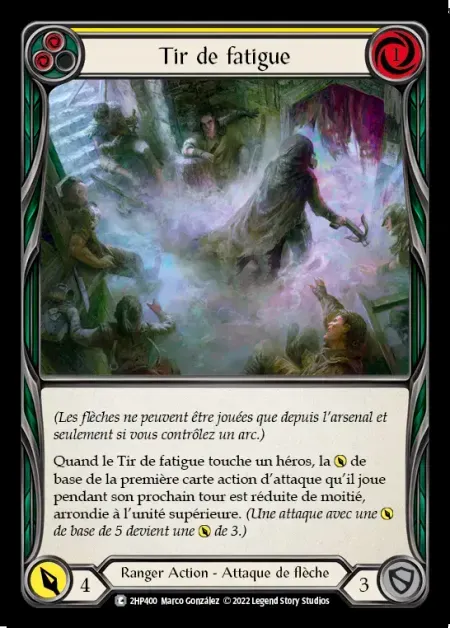 Tir de fatigue
1
(Les flèches ne peuvent être jouées que depuis l'arsenal et
seulement si vous contrôlez un arc.)
Quand le Tir de fatigue touche un héros, la de
base de la première carte action d'attaque qu'il joue
pendant son prochain tour est réduite de moitié,
arrondie à l'unité supérieure. (Une attaque avec une
de base de 5 devient une de 3.)
4
Ranger Action - Attaque de flèche
3
C 2HP400 Marco González © 2022 Legend Story Studios